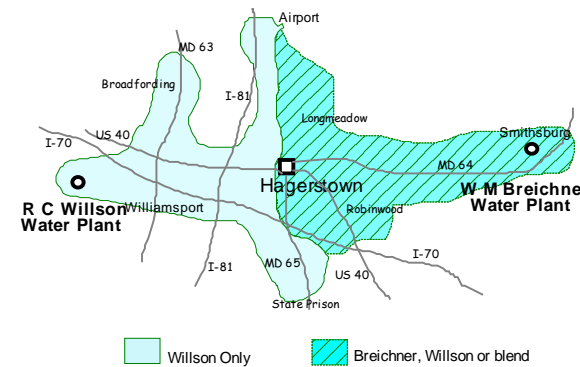 Airport
MD 63
Broadfording
I-81
I-70
US 40
Longmeadow
Smithsburg
MD 64
Hagerstown
W M Breichne
Water Plant
R C Willson
Water Plant
Williamsport
Robinwood
I-81
MD 65
US 40
I-70
State Prison
Willson Only
Breichner, Willson or blend